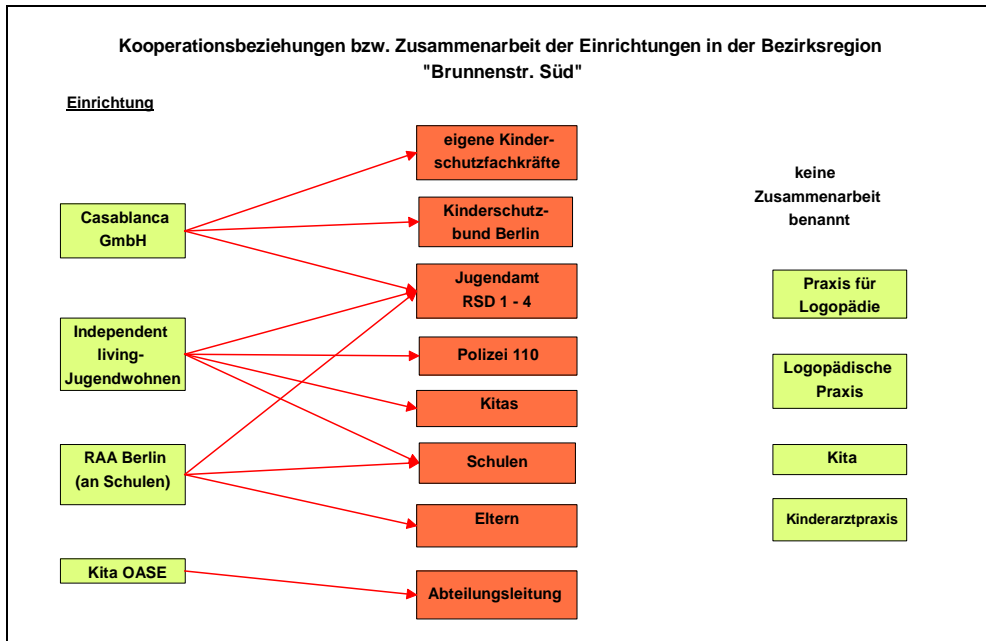 Kooperationsbeziehungen bzw. Zusammenarbeit der Einrichtungen in der Bezirksregion
"Brunnenstr. Süd"
Einrichtung
Casablanca
GmbH
Independent
living-
Jugendwohnen
RAA Berlin
(an Schulen)
Kita OASE
eigene Kinder-
schutzfachkräfte
Kinderschutz-
bund Berlin
Jugendamt
RSD 1 - 4
Polizei 110
Kitas
Schulen
Eltern
Abteilungsleitung
keine
Zusammenarbeit
benannt
Praxis für
Logopädie
Logopädische
Praxis
Kita
Kinderarztpraxis